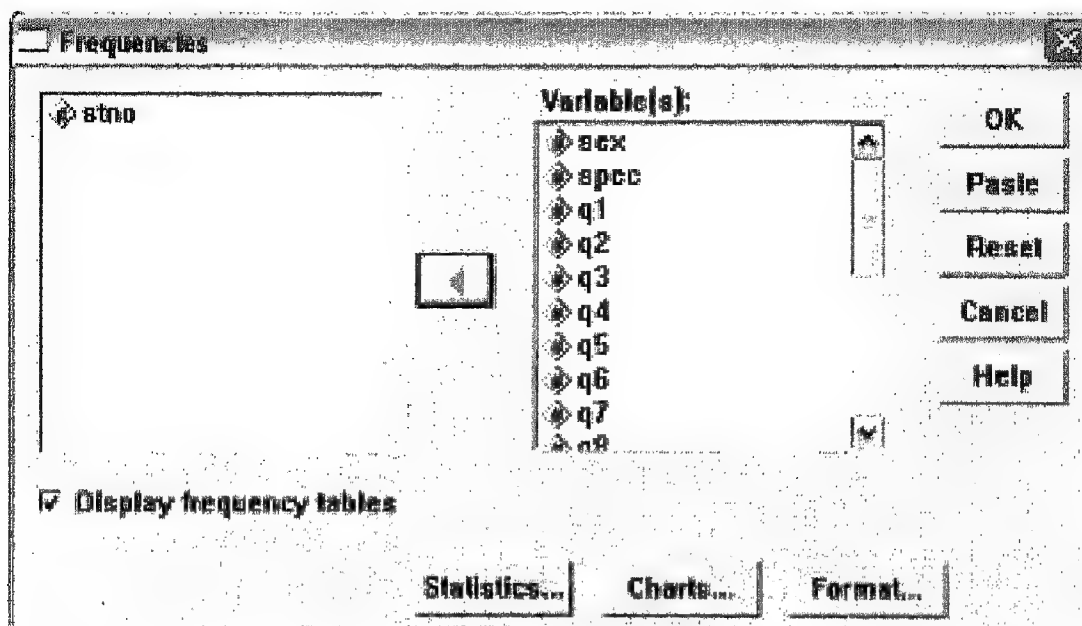 Frequencies
stno
Variable(s):
sex
spec
q1
q2
q3
q4
q5
q6
q7
q8
OK
Paste
Reset
Cancel
Help
Display frequency tables
Statistics...
Charts...
Format...